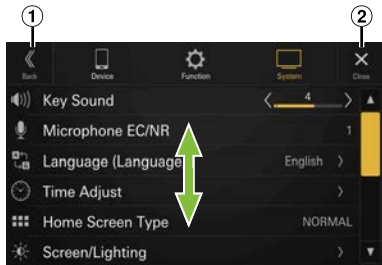 1 2
Back Device Function System Close
Key Sound 4
Microphone EC/NR 1
Language (Language English
Time Adjust
Home Screen Type NORMAL
Screen/Lighting